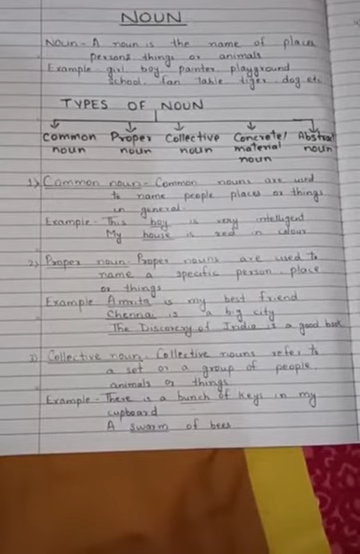 NOUN
Noun - A noun is the name of places
persons things or animals
Example girl, boy, painter, playground
school, fan table, tiger, dog etc
TYPES OF NOUN
Common noun
Proper noun
Collective noun
Concrete/ material noun
Abstract noun
1) Common noun - Common nouns are used
to name people places or things
in general.
Example - This boy is very intelligent
My house is red in colour
2) Proper noun - Proper nouns are used to
name a specific person, place
or things
Example Amrita is my best friend
Chennai is a big city
The Discovery of India is a good book
Collective noun - Collective nouns refer to
a set or a group of people
animals or things
Example - There is a bunch of keys in my
cupboard
A swarm of bees